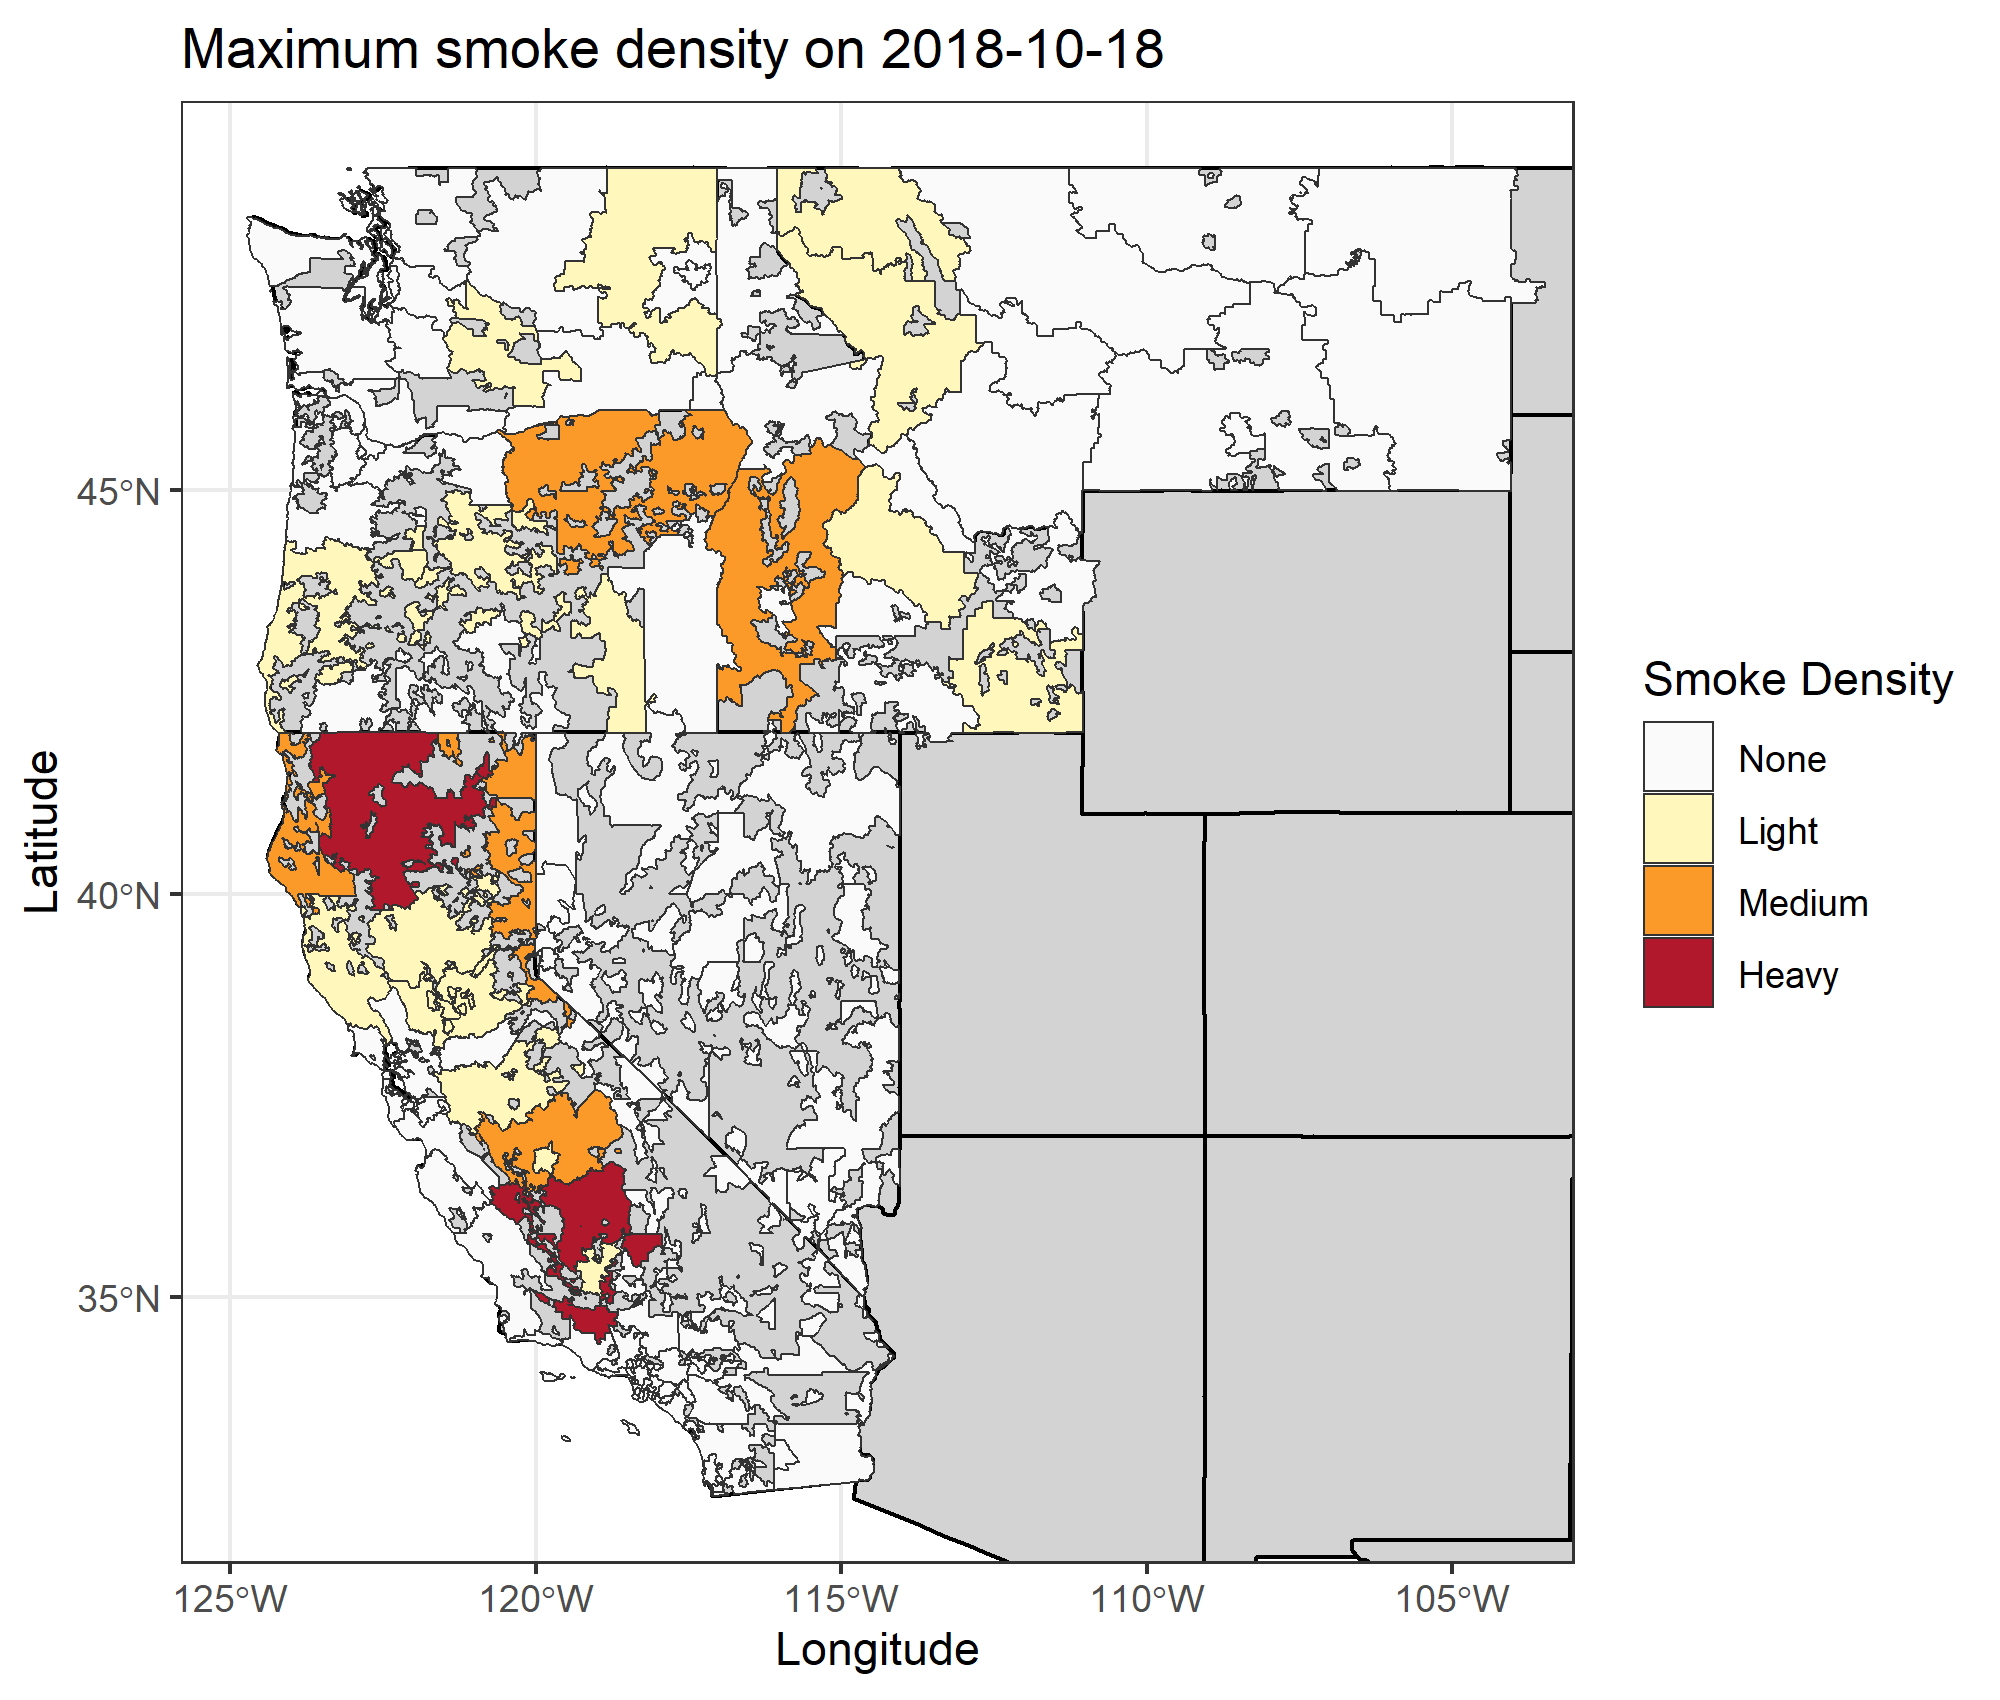 Maximum smoke density on 2018-10-18
Latitude
45°N
40°N
35°N
125°W
120°W
115°W
110°W
105°W
Longitude
Smoke Density
None
Light
Medium
Heavy